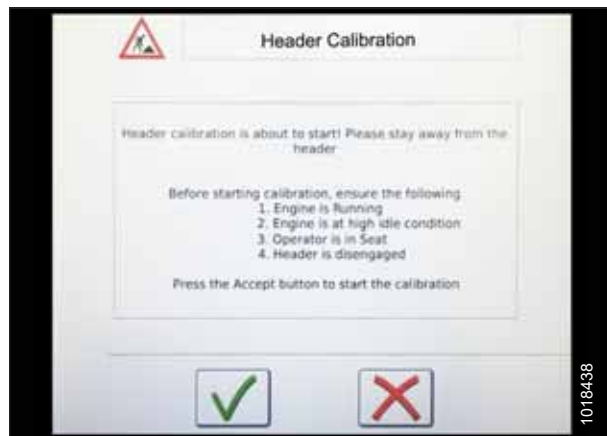 Header Calibration
Header calibration is about to start! Please stay away from the
header
Before starting calibration, ensure the following
1. Engine is Running
2. Engine is at high idle condition
3. Operator is in Seat
4. Header is disengaged
Press the Accept button to start the calibration
1018438